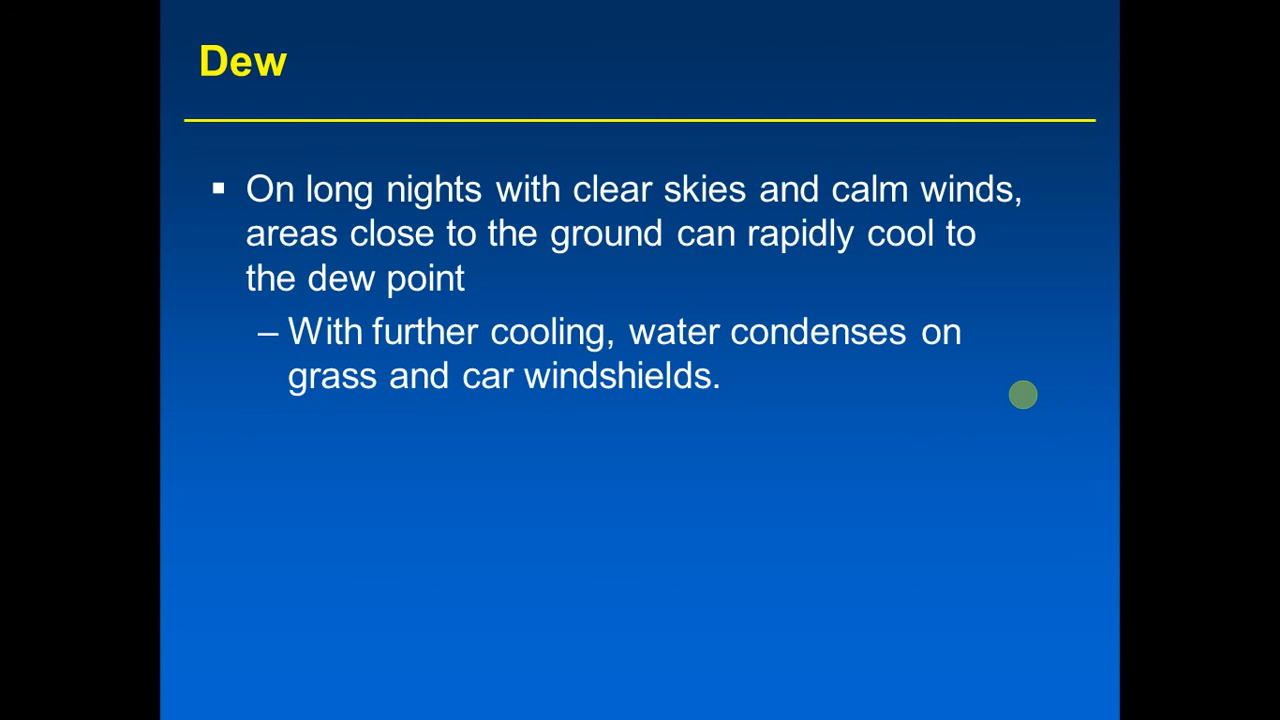 Dew
▪ On long nights with clear skies and calm winds,
areas close to the ground can rapidly cool to
the dew point
– With further cooling, water condenses on
grass and car windshields.